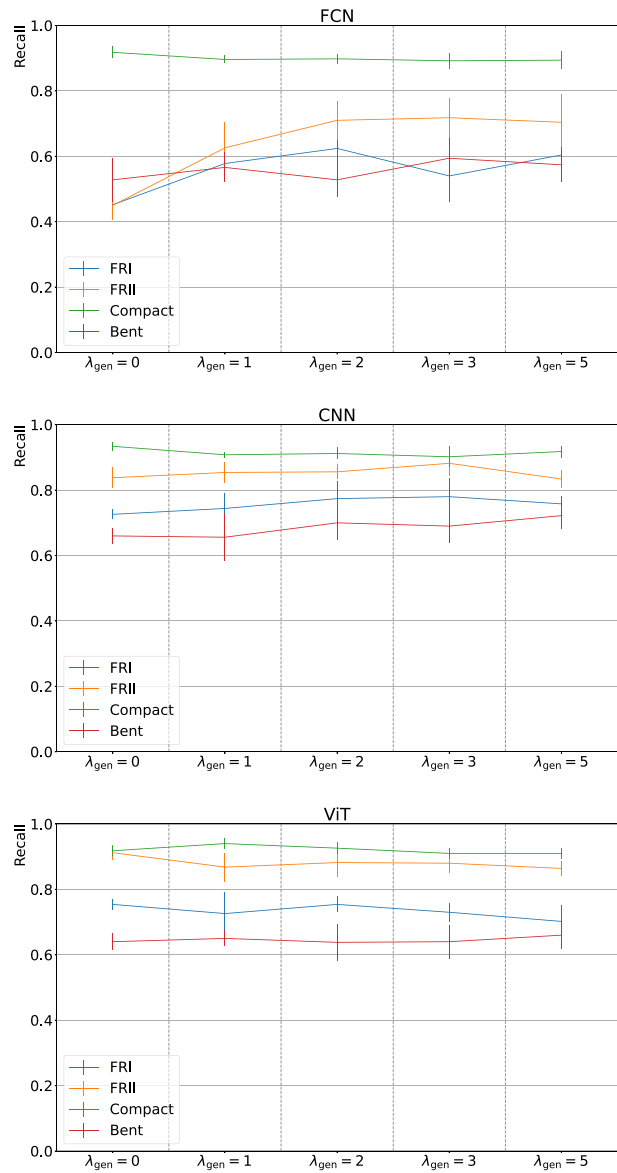 FCN
Recall
1.0
0.8
0.6
0.4
0.2
0.0
FRI
FRII
Compact
Bent
λgen = 0 λgen = 1 λgen = 2 λgen = 3 λgen = 5
CNN
Recall
1.0
0.8
0.6
0.4
0.2
0.0
FRI
FRII
Compact
Bent
λgen = 0 λgen = 1 λgen = 2 λgen = 3 λgen = 5
ViT
Recall
1.0
0.8
0.6
0.4
0.2
0.0
FRI
FRII
Compact
Bent
λgen = 0 λgen = 1 λgen = 2 λgen = 3 λgen = 5